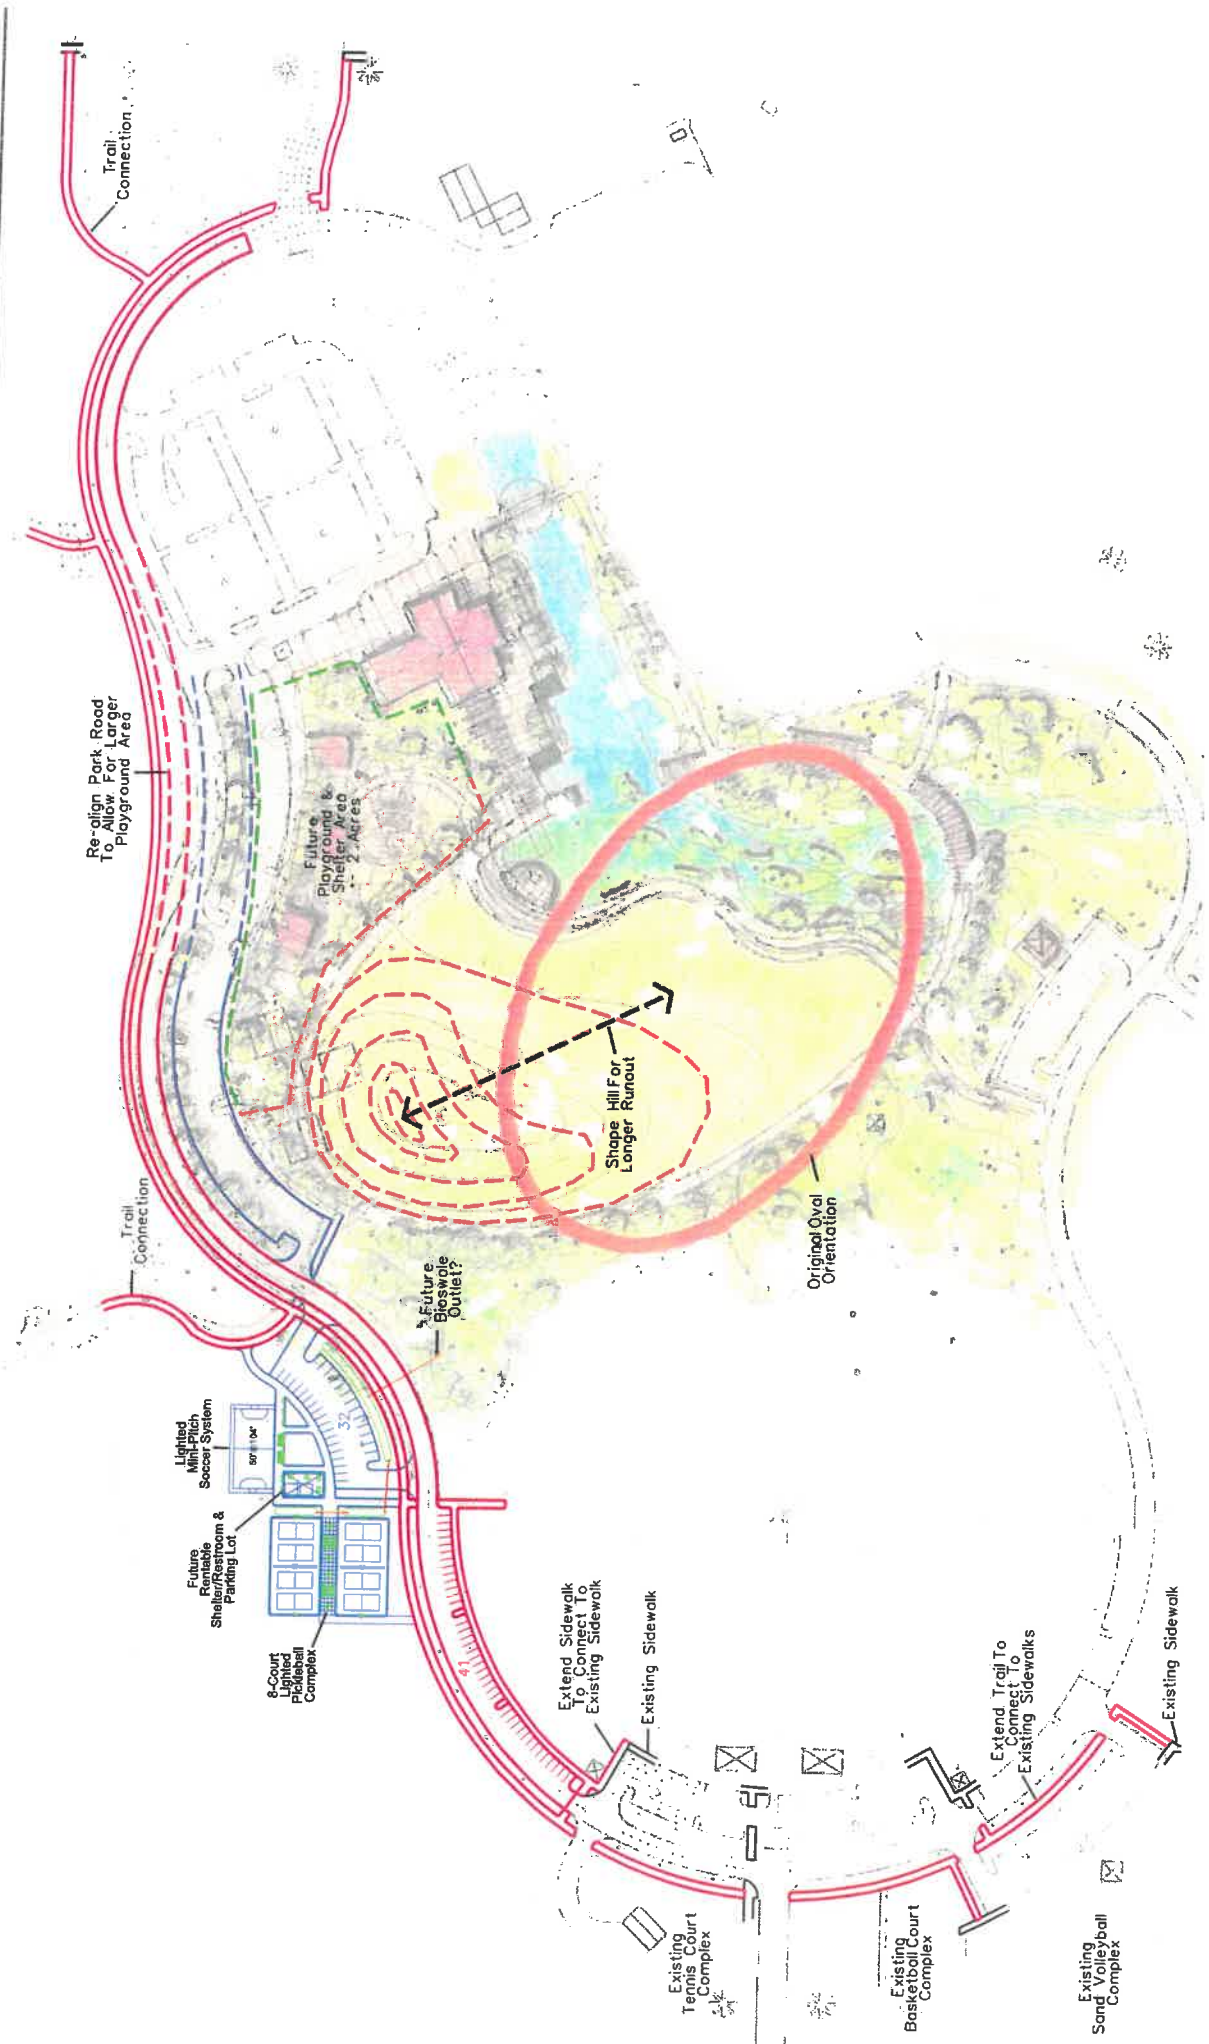 Trail
Connection
Re-align Park Road
To Allow For Larger
Playground Area
Future
Playground &
Shelter Area
2 Acres
Shape Hill For
Longer Runout
Original Oval
Orientation
Trail
Connection
Future
Bioswale
Outlet?
Lighted
Mini-Pitch
Soccer System
32
Future
Rentable
Shelter/Restroom &
Parking Lot
8-Court
Lighted
Pickleball
Complex
41
Extend Sidewalk
To Connect To
Existing Sidewalk
Existing Sidewalk
Extend Trail To
Connect To
Existing Sidewalks
Existing Sidewalk
Existing
Tennis Court
Complex
Existing
Basketball Court
Complex
Existing
Sand Volleyball
Complex